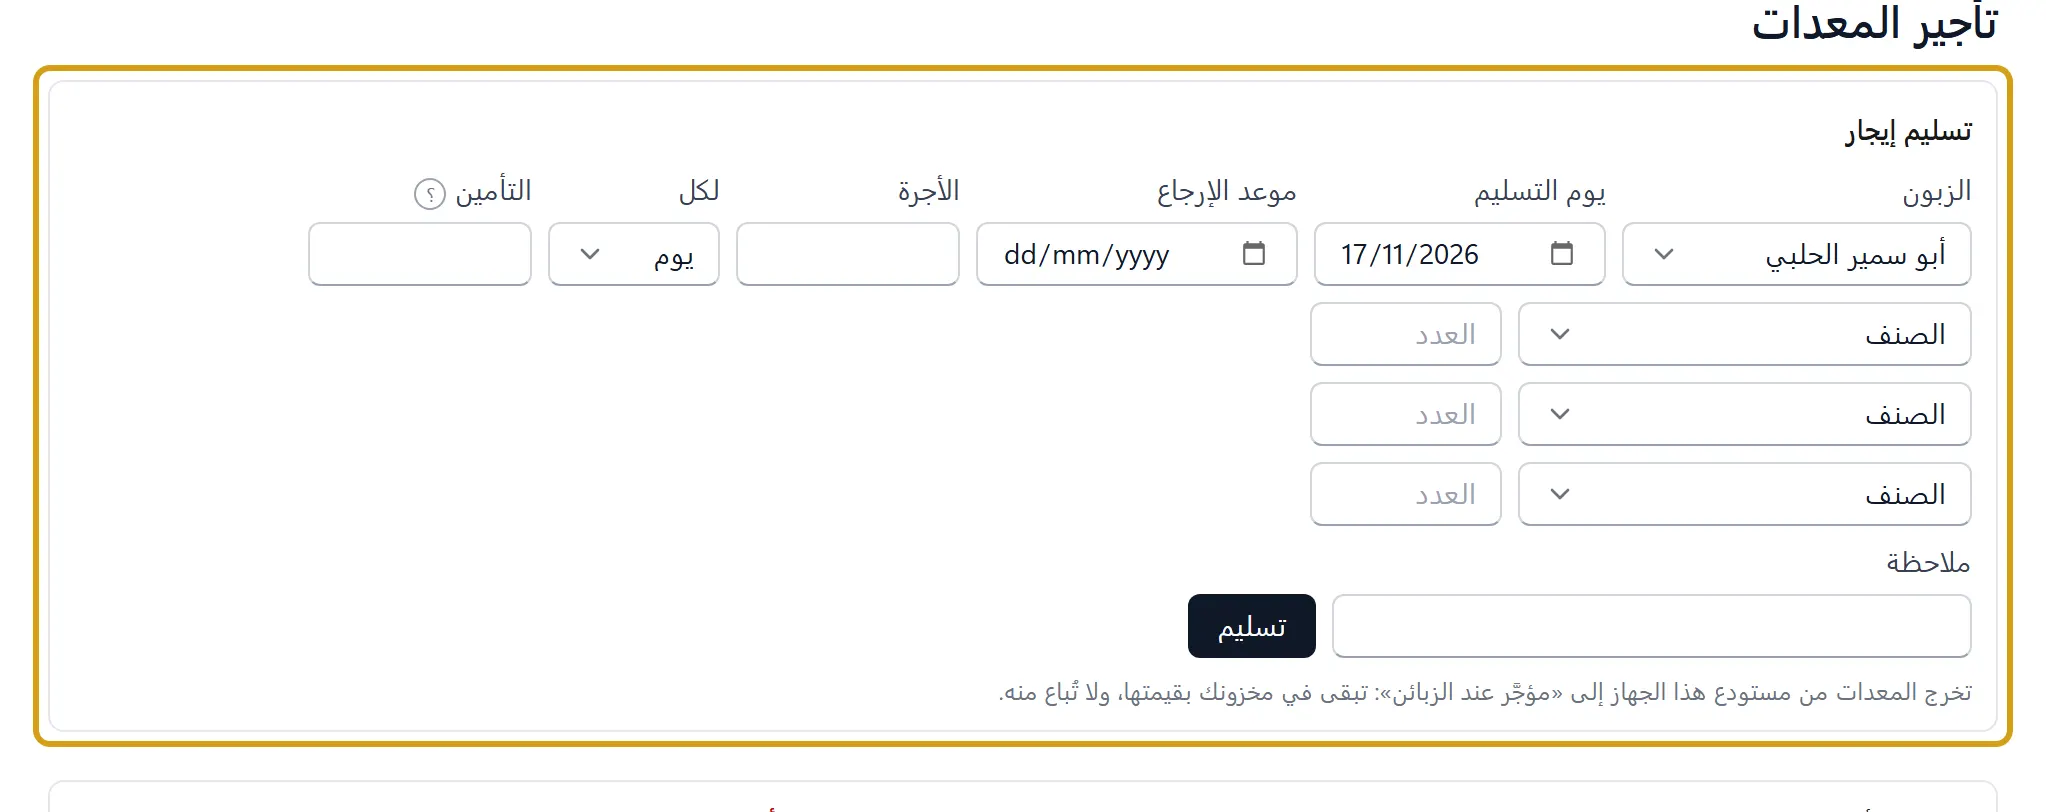 تأجير المعدات
تسليم إيجار
الزبون يوم التسليم موعد الإرجاع الأجرة لكل التأمين ؟
أبو سمير الحلبي 17/11/2026 dd/mm/yyyy يوم
الصنف العدد
الصنف العدد
الصنف العدد
ملاحظة
تسليم
تخرج المعدات من مستودع هذا الجهاز إلى «مؤجَّر عند الزبائن»: تبقى في مخزونك بقيمتها، ولا تُباع منه.